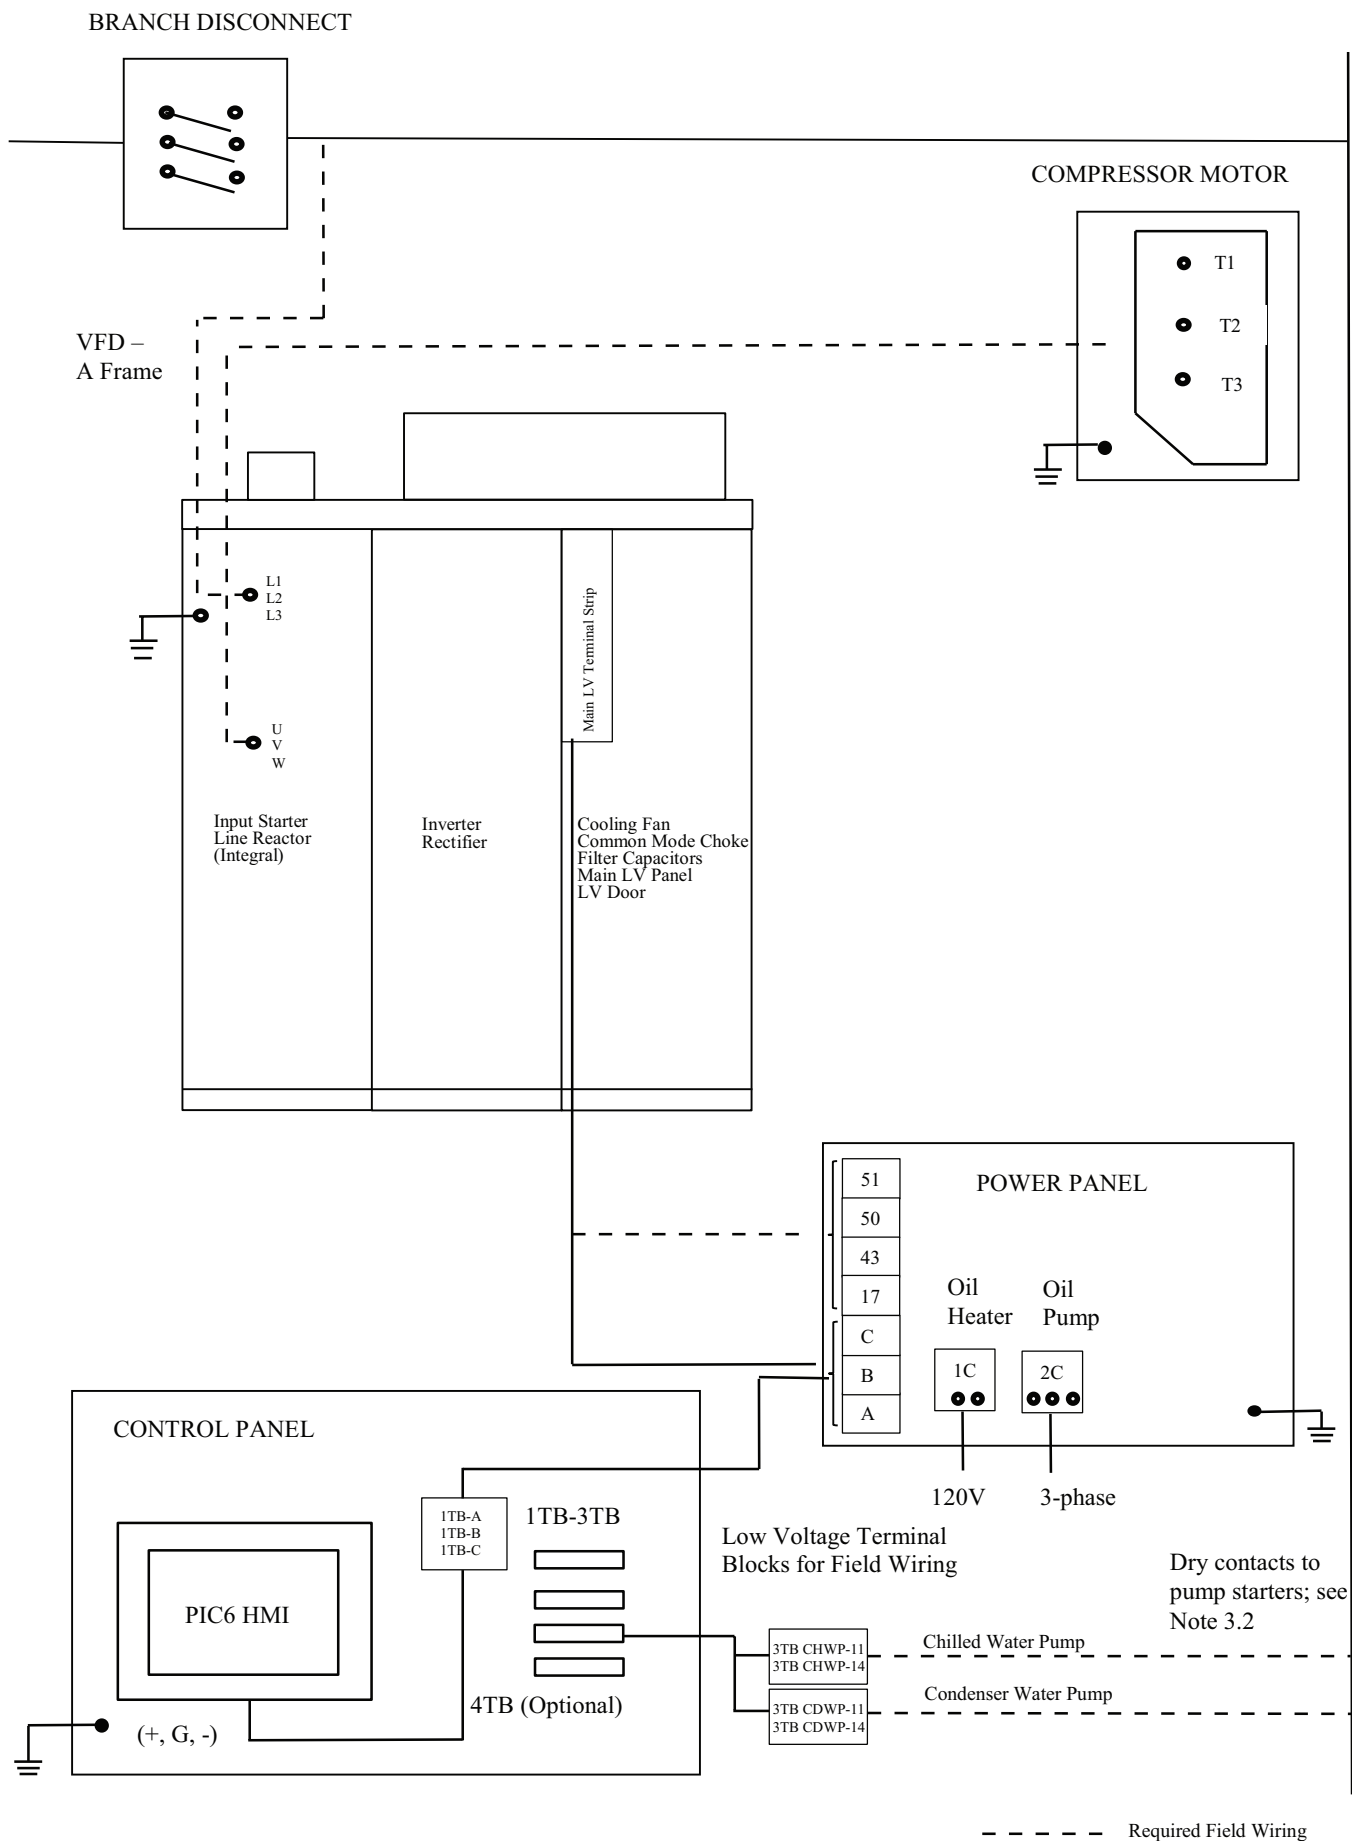 BRANCH DISCONNECT
COMPRESSOR MOTOR
T1
T2
T3
VFD –
A Frame
L1
L2
L3
U
V
W
Main LV Terminal Strip
Input Starter
Line Reactor
(Integral)
Inverter
Rectifier
Cooling Fan
Common Mode Choke
Filter Capacitors
Main LV Panel
LV Door
POWER PANEL
51
50
43
17
C
B
A
Oil
Heater
Oil
Pump
1C
2C
120V
3-phase
CONTROL PANEL
1TB-A
1TB-B
1TB-C
1TB-3TB
PIC6 HMI
4TB (Optional)
(+, G, -)
Low Voltage Terminal
Blocks for Field Wiring
Dry contacts to
pump starters; see
Note 3.2
3TB CHWP-11
3TB CHWP-14
Chilled Water Pump
3TB CDWP-11
3TB CDWP-14
Condenser Water Pump
Required Field Wiring